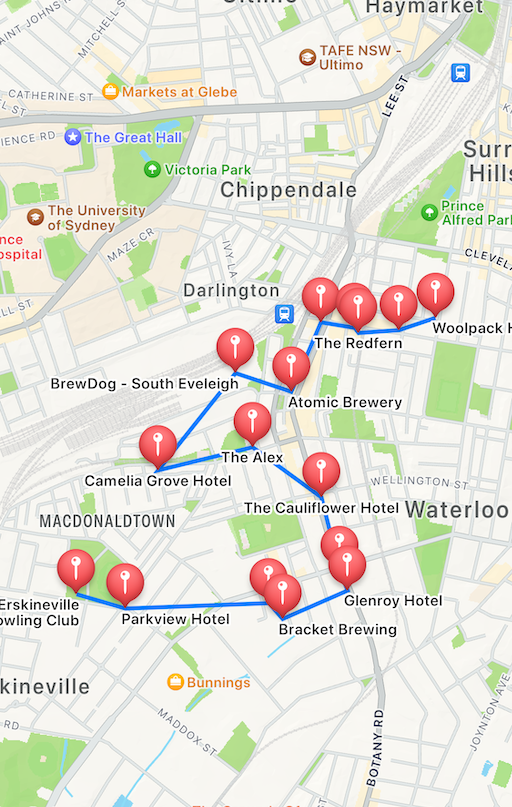 Haymarket
SAINT JOHNS
MITCHELL ST
TAFE NSW -
Ultimo
CATHERINE ST
Markets at Glebe
LEE ST
The Great Hall
Surr
Hills
Victoria Park
Chippendale
The University
of Sydney
Prince
Alfred Park
MAZE CR
IVY LA
nce
ospital
CLEVEL
Darlington
Woolpack H
The Redfern
BrewDog - South Eveleigh
Atomic Brewery
The Alex
Camelia Grove Hotel
WELLINGTON ST
The Cauliflower Hotel
Waterloo
MACDONALDTOWN
Erskineville
owling Club
Parkview Hotel
Glenroy Hotel
Bracket Brewing
kineville
Bunnings
MADDOX ST
RD
BOTANY RD
JOYNTON AVE